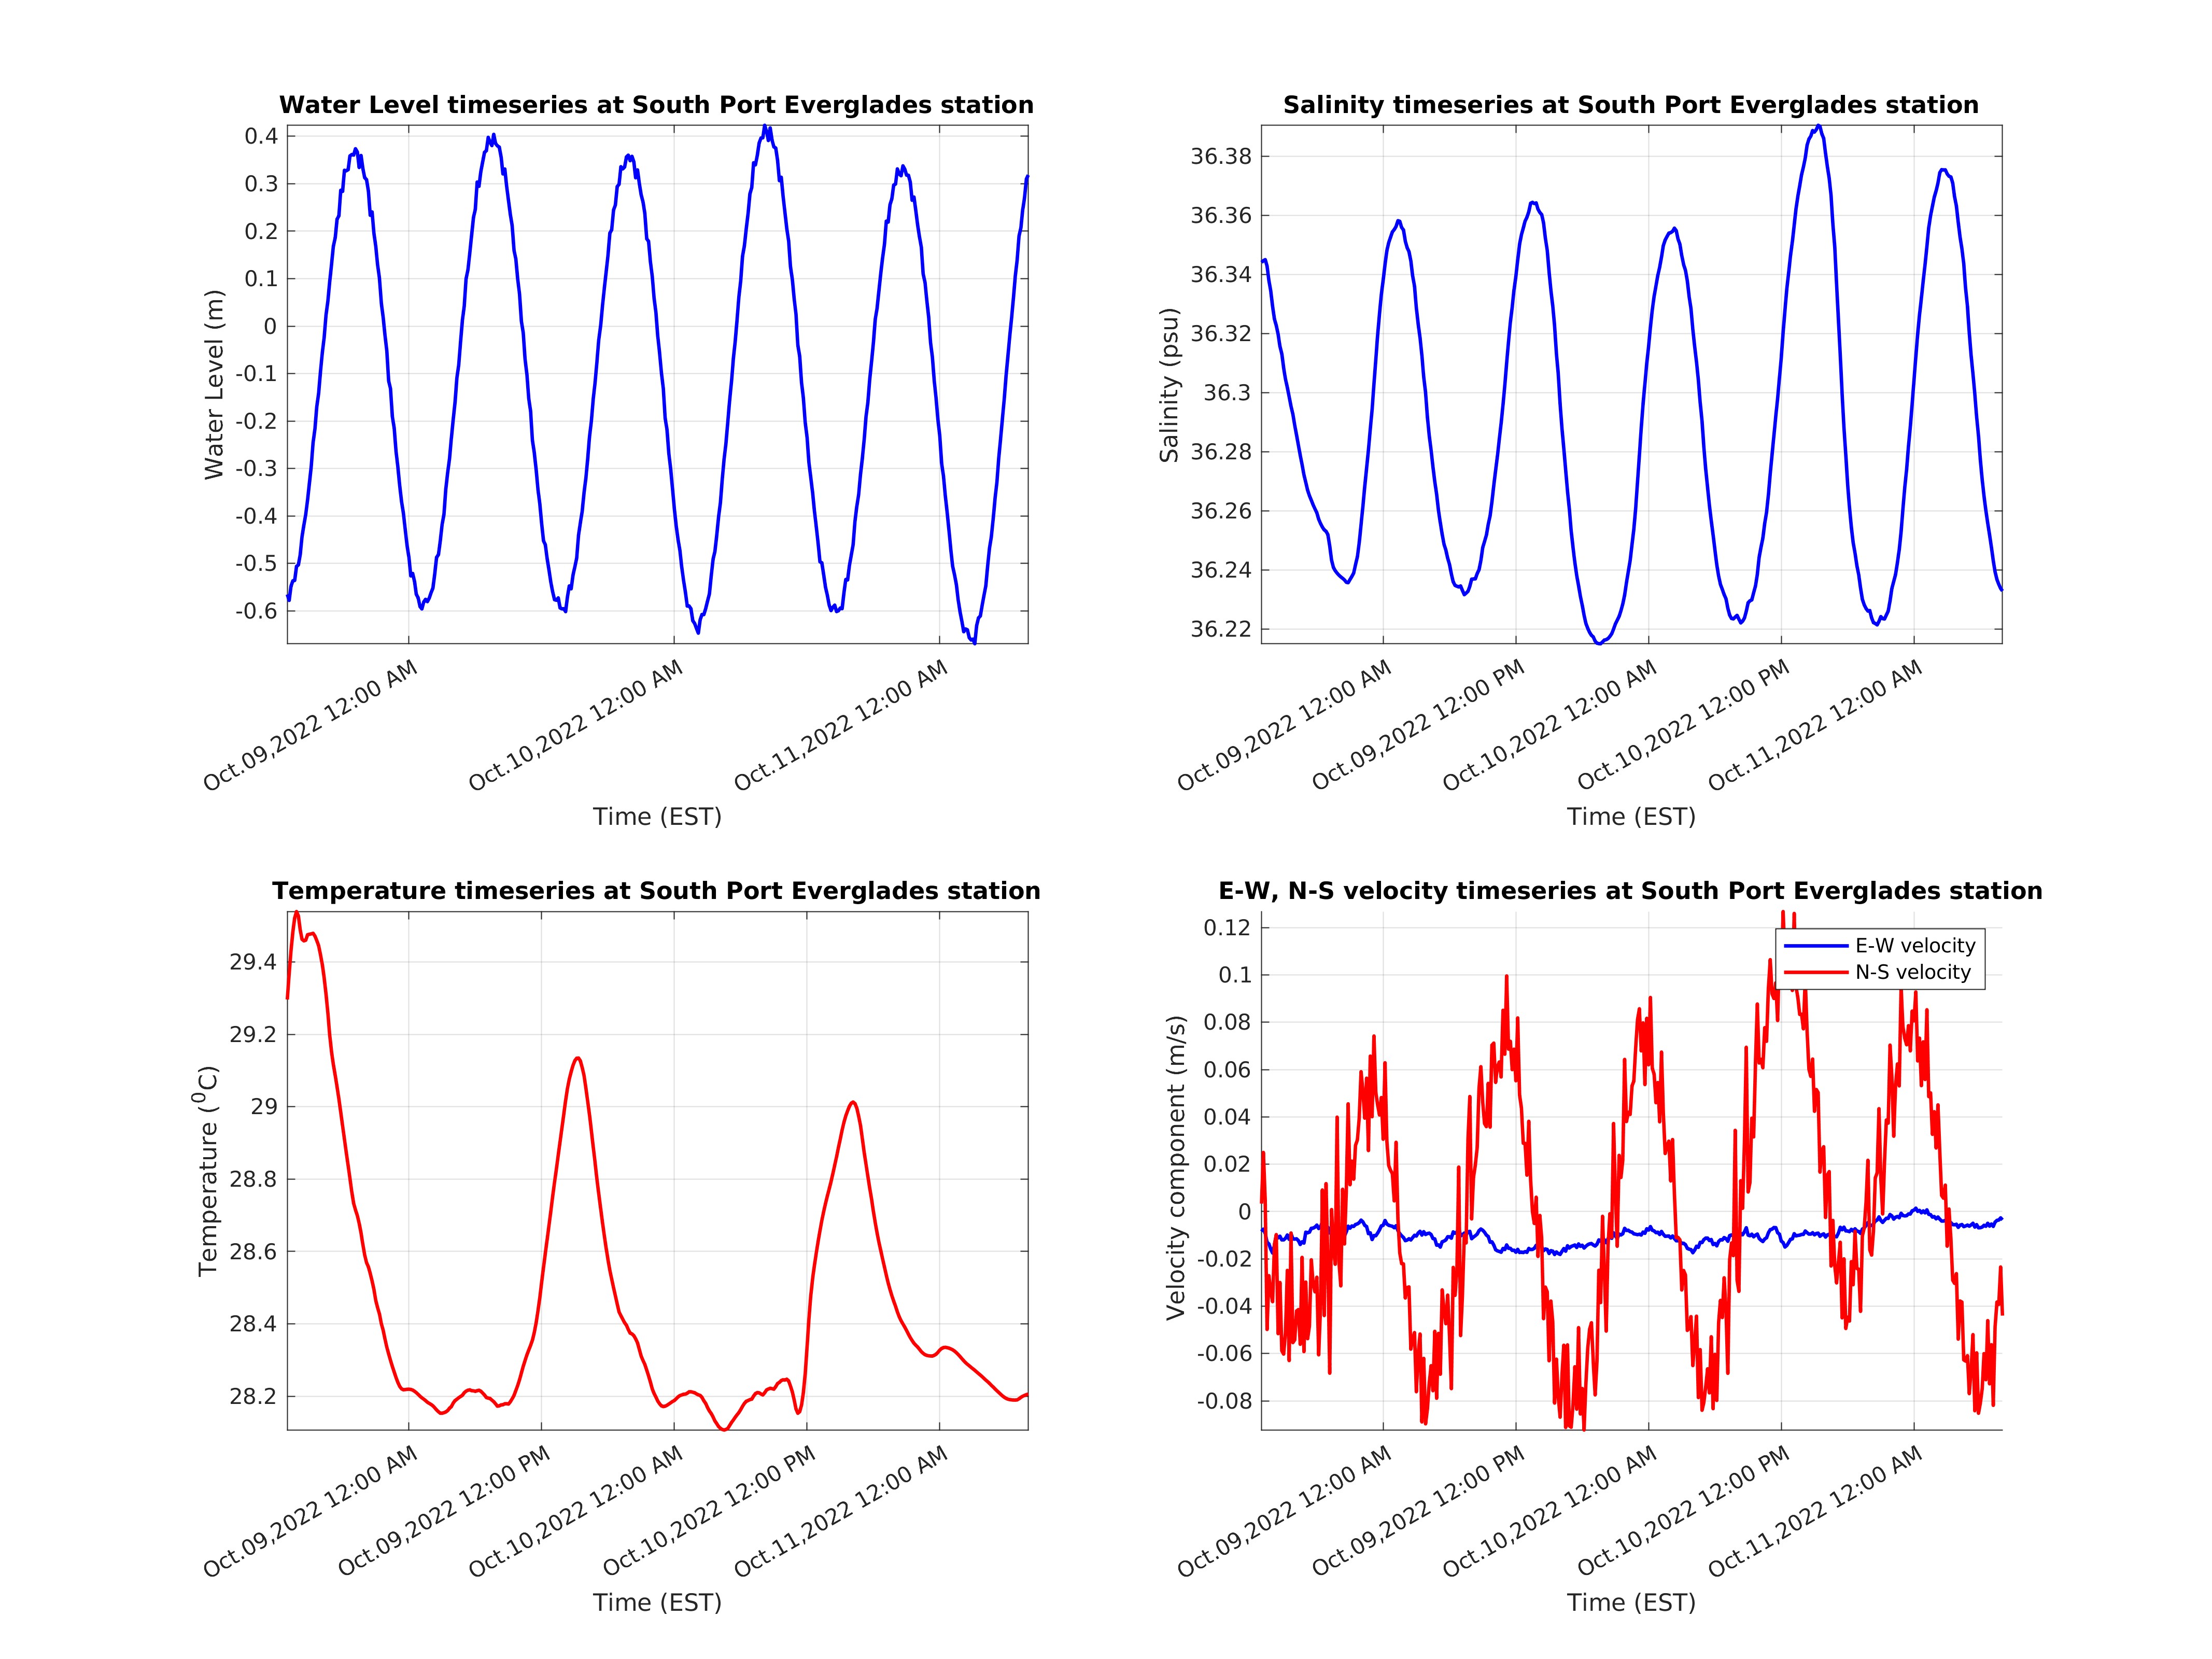 Water Level timeseries at South Port Everglades station
0.4
0.3
0.2
0.1
0
-0.1
-0.2
-0.3
-0.4
-0.5
-0.6
Water Level (m)
Oct.09,2022 12:00 AM
Oct.10,2022 12:00 AM
Oct.11,2022 12:00 AM
Time (EST)
Salinity timeseries at South Port Everglades station
36.38
36.36
36.34
36.32
36.3
36.28
36.26
36.24
36.22
Salinity (psu)
Oct.09,2022 12:00 AM
Oct.09,2022 12:00 PM
Oct.10,2022 12:00 AM
Oct.10,2022 12:00 PM
Oct.11,2022 12:00 AM
Time (EST)
Temperature timeseries at South Port Everglades station
29.4
29.2
29
28.8
28.6
28.4
28.2
Temperature (⁰C)
Oct.09,2022 12:00 AM
Oct.09,2022 12:00 PM
Oct.10,2022 12:00 AM
Oct.10,2022 12:00 PM
Oct.11,2022 12:00 AM
Time (EST)
E-W, N-S velocity timeseries at South Port Everglades station
0.12
0.1
0.08
0.06
0.04
0.02
0
-0.02
-0.04
-0.06
-0.08
Velocity component (m/s)
E-W velocity
N-S velocity
Oct.09,2022 12:00 AM
Oct.09,2022 12:00 PM
Oct.10,2022 12:00 AM
Oct.10,2022 12:00 PM
Oct.11,2022 12:00 AM
Time (EST)